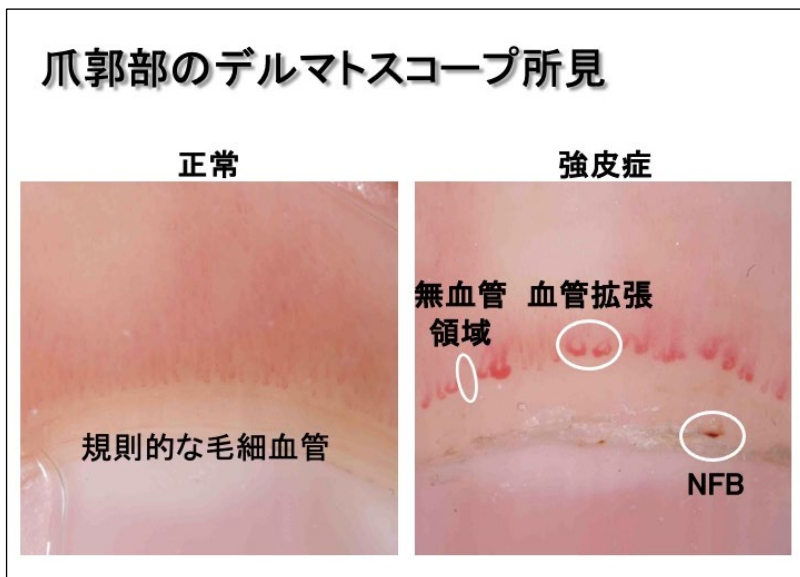 爪郭部のデルマトスコープ所見
正常
強皮症
無血管
領域
血管拡張
規則的な毛細血管
NFB